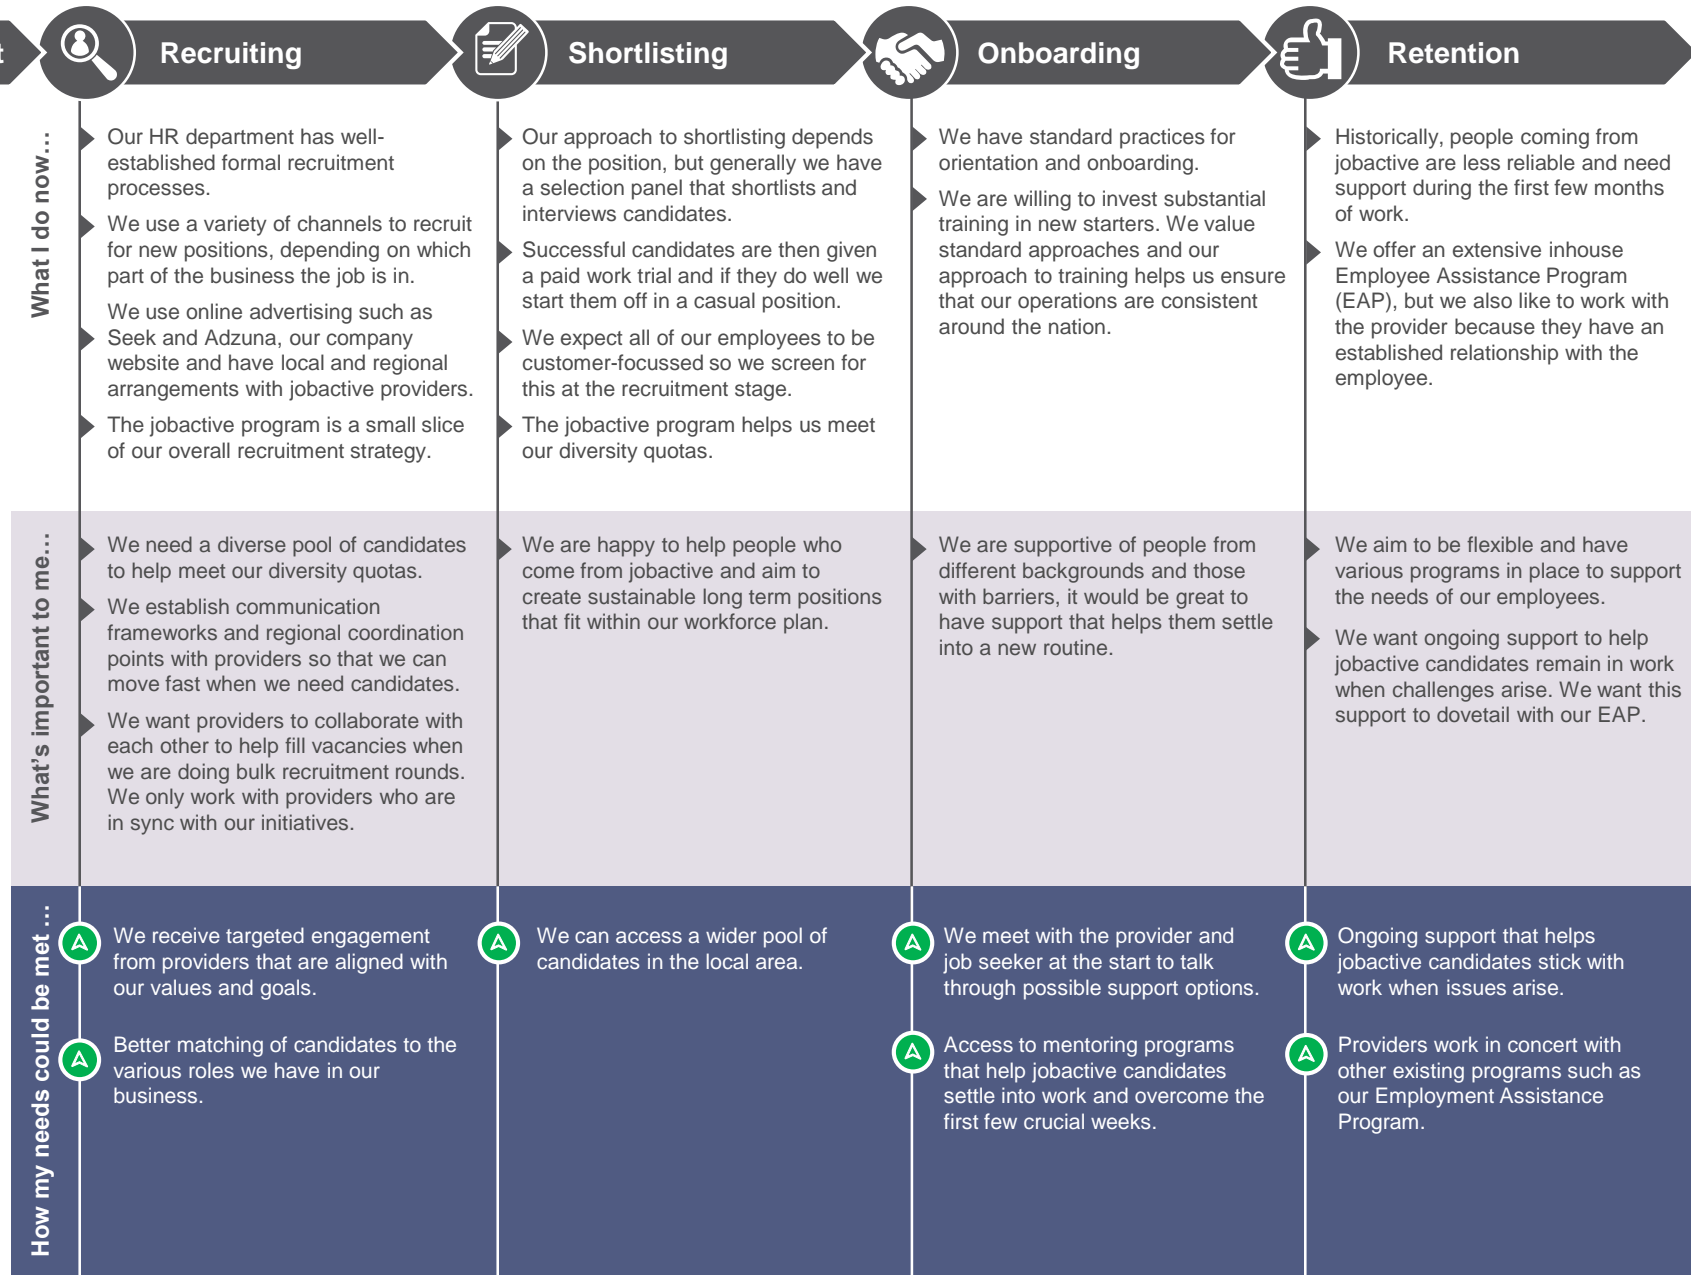 t
Recruiting
Shortlisting
Onboarding
Retention
What I do now…
Our HR department has well-
established formal recruitment
processes.
We use a variety of channels to recruit
for new positions, depending on which
part of the business the job is in.
We use online advertising such as
Seek and Adzuna, our company
website and have local and regional
arrangements with jobactive providers.
The jobactive program is a small slice
of our overall recruitment strategy.
Our approach to shortlisting depends
on the position, but generally we have
a selection panel that shortlists and
interviews candidates.
Successful candidates are then given
a paid work trial and if they do well we
start them off in a casual position.
We expect all of our employees to be
customer-focussed so we screen for
this at the recruitment stage.
The jobactive program helps us meet
our diversity quotas.
We have standard practices for
orientation and onboarding.
We are willing to invest substantial
training in new starters. We value
standard approaches and our
approach to training helps us ensure
that our operations are consistent
around the nation.
Historically, people coming from
jobactive are less reliable and need
support during the first few months
of work.
We offer an extensive inhouse
Employee Assistance Program
(EAP), but we also like to work with
the provider because they have an
established relationship with the
employee.
What's important to me…
We need a diverse pool of candidates
to help meet our diversity quotas.
We establish communication
frameworks and regional coordination
points with providers so that we can
move fast when we need candidates.
We want providers to collaborate with
each other to help fill vacancies when
we are doing bulk recruitment rounds.
We only work with providers who are
in sync with our initiatives.
We are happy to help people who
come from jobactive and aim to
create sustainable long term positions
that fit within our workforce plan.
We are supportive of people from
different backgrounds and those
with barriers, it would be great to
have support that helps them settle
into a new routine.
We aim to be flexible and have
various programs in place to support
the needs of our employees.
We want ongoing support to help
jobactive candidates remain in work
when challenges arise. We want this
support to dovetail with our EAP.
How my needs could be met …
We receive targeted engagement
from providers that are aligned with
our values and goals.
Better matching of candidates to the
various roles we have in our
business.
We can access a wider pool of
candidates in the local area.
We meet with the provider and
job seeker at the start to talk
through possible support options.
Access to mentoring programs
that help jobactive candidates
settle into work and overcome the
first few crucial weeks.
Ongoing support that helps
jobactive candidates stick with
work when issues arise.
Providers work in concert with
other existing programs such as
our Employment Assistance
Program.